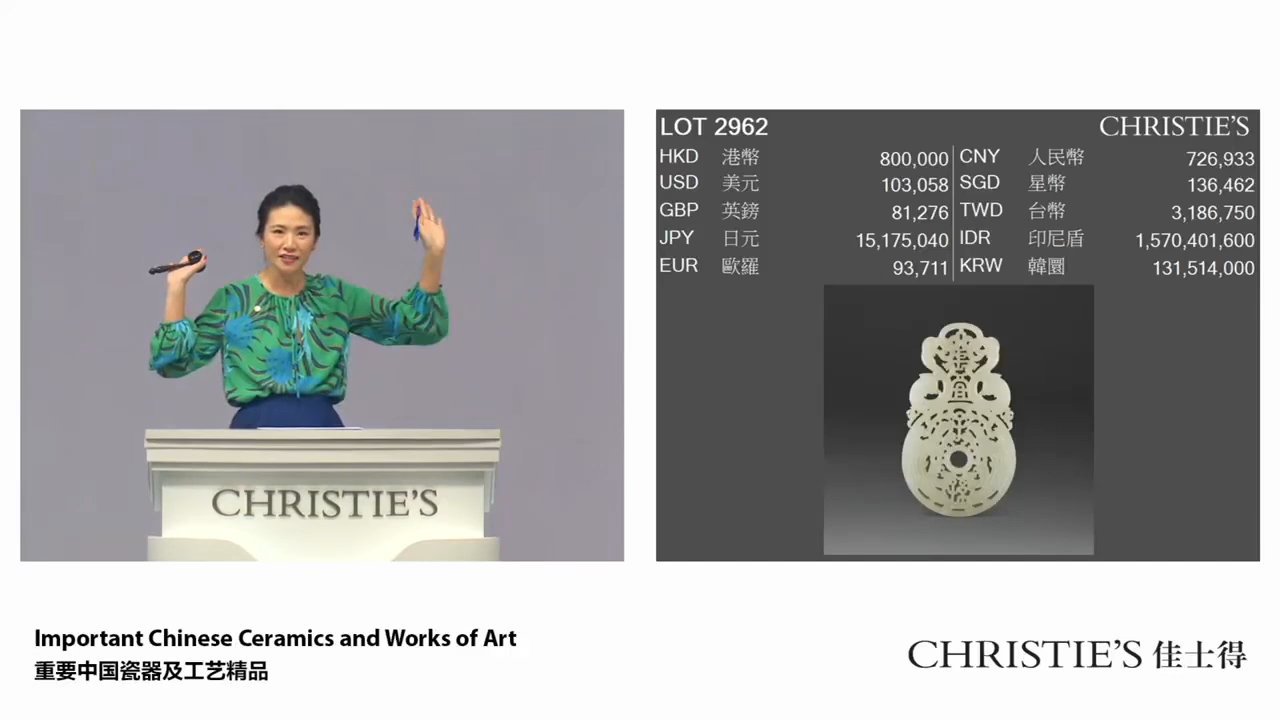 CHRISTIE'S
LOT 2962 CHRISTIE'S
HKD 港幣 800,000 CNY 人民幣 726,933
USD 美元 103,058 SGD 星幣 136,462
GBP 英鎊 81,276 TWD 台幣 3,186,750
JPY 日元 15,175,040 IDR 印尼盾 1,570,401,600
EUR 歐羅 93,711 KRW 韓圜 131,514,000
Important Chinese Ceramics and Works of Art
重要中国瓷器及工艺精品
CHRISTIE'S 佳士得